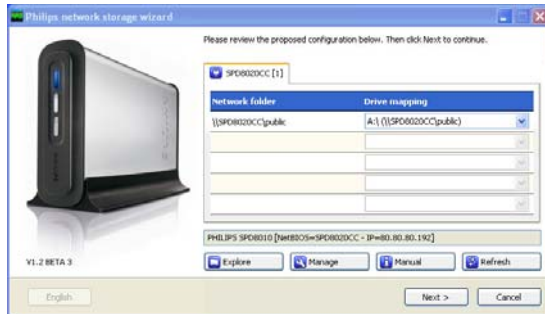 Philips network storage wizard
Please review the proposed configuration below. Then click Next to continue.
SPD8020CC [1]
Network folder Drive mapping
\\SPD8020CC\public A:\ (\\SPD8020CC\public)
PHILIPS SPD8010 [NetBIOS=SPD8020CC - IP=80.80.80.192]
V1.2 BETA 3
Explore Manage Manual Refresh
English Next > Cancel